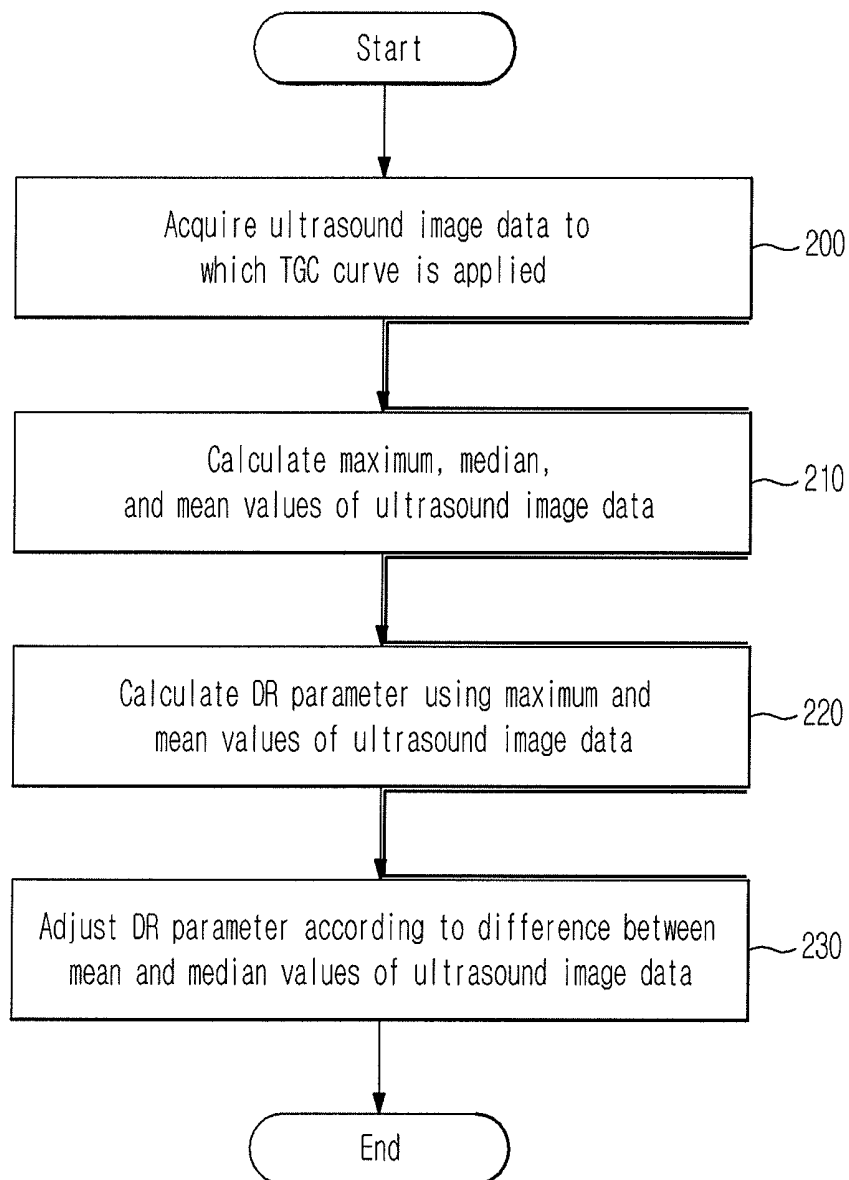 Start
Acquire ultrasound image data to
which TGC curve is applied
200
Calculate maximum, median,
and mean values of ultrasound image data
210
Calculate DR parameter using maximum and
mean values of ultrasound image data
220
Adjust DR parameter according to difference between
mean and median values of ultrasound image data
230
End